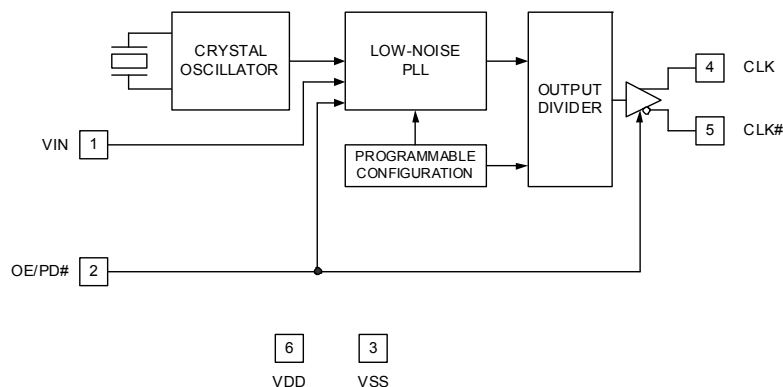 CRYSTAL
OSCILLATOR
LOW-NOISE
PLL
OUTPUT
DIVIDER
4 CLK
5 CLK#
VIN 1
PROGRAMMABLE
CONFIGURATION
OE/PD# 2
6
VDD
3
VSS